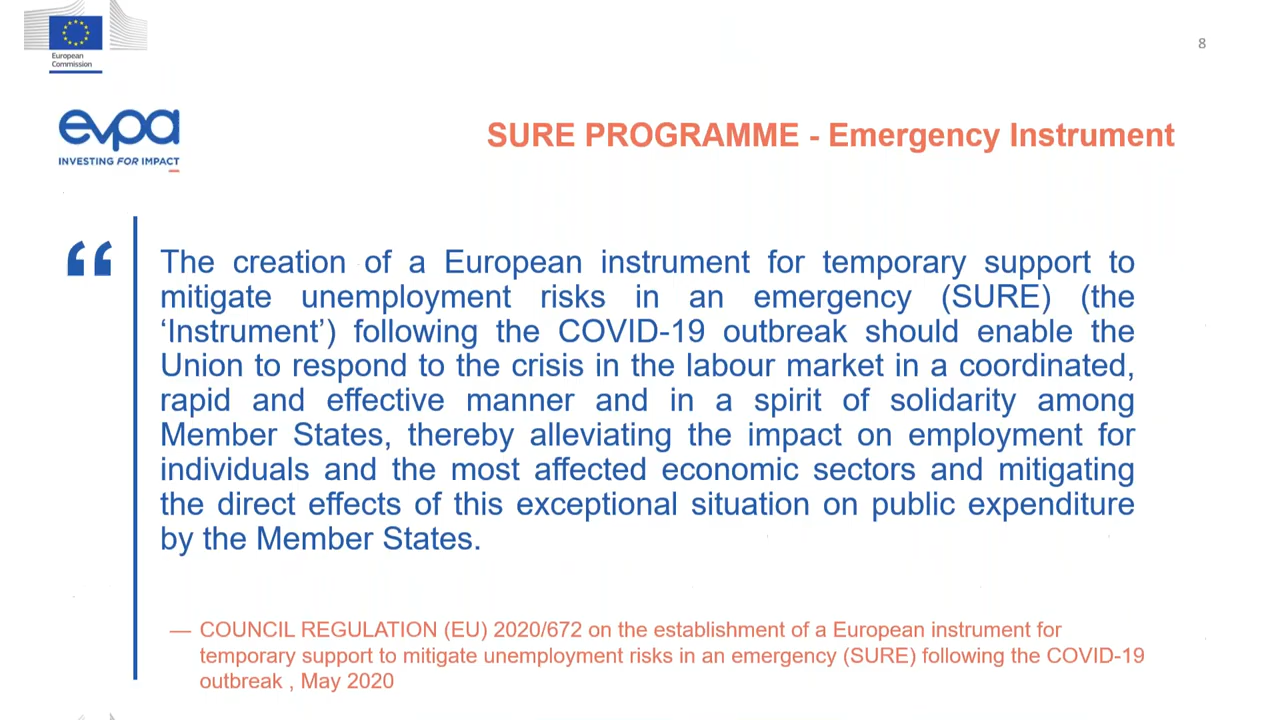 European
Commission
8
evpa
INVESTING FOR IMPACT
SURE PROGRAMME - Emergency Instrument
“
The creation of a European instrument for temporary support to
mitigate unemployment risks in an emergency (SURE) (the
‘Instrument’) following the COVID-19 outbreak should enable the
Union to respond to the crisis in the labour market in a coordinated,
rapid and effective manner and in a spirit of solidarity among
Member States, thereby alleviating the impact on employment for
individuals and the most affected economic sectors and mitigating
the direct effects of this exceptional situation on public expenditure
by the Member States.
— COUNCIL REGULATION (EU) 2020/672 on the establishment of a European instrument for
temporary support to mitigate unemployment risks in an emergency (SURE) following the COVID-19
outbreak , May 2020